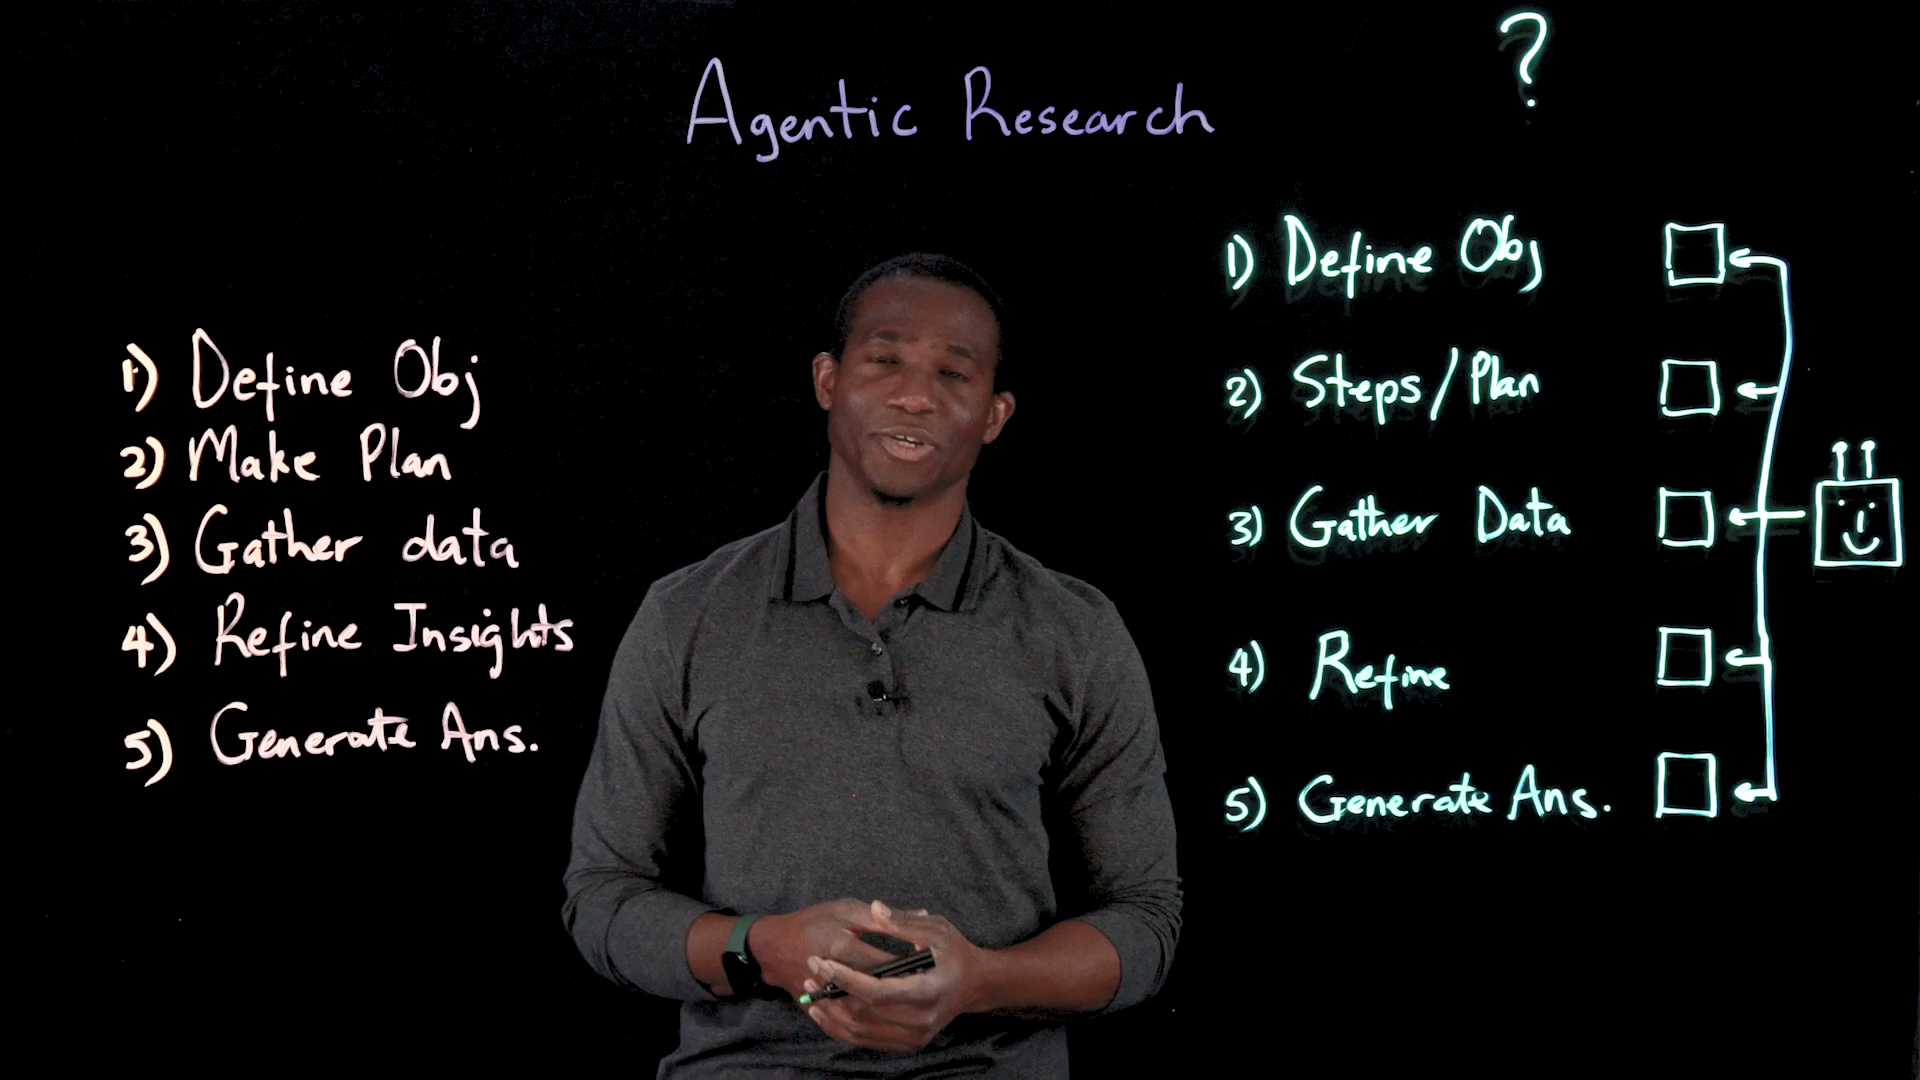 Agentic Research
?
1) Define Obj
2) Make Plan
3) Gather data
4) Refine Insights
5) Generate Ans.
1) Define Obj
2) Steps/Plan
3) Gather Data
4) Refine
5) Generate Ans.